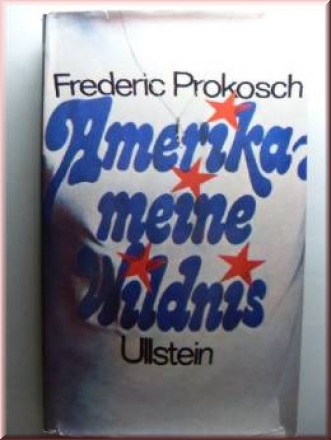 Frederic Prokosch
Amerika-
meine
Wildnis
Ullstein